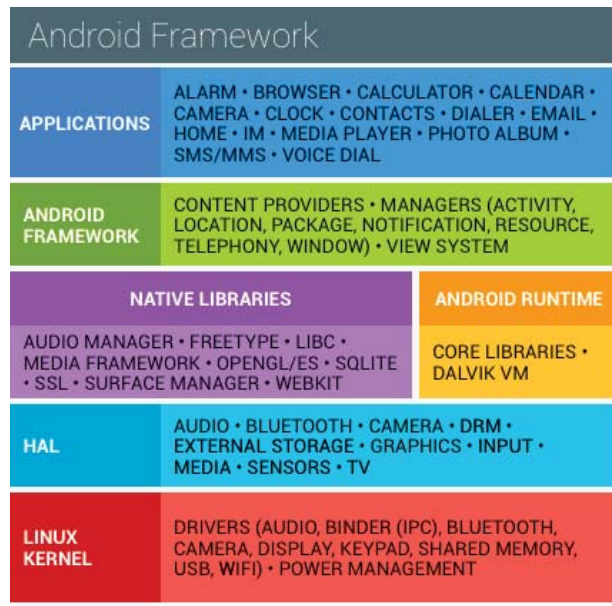 Android Framework
APPLICATIONS
ALARM • BROWSER • CALCULATOR • CALENDAR •
CAMERA • CLOCK • CONTACTS • DIALER • EMAIL •
HOME • IM • MEDIA PLAYER • PHOTO ALBUM •
SMS/MMS • VOICE DIAL
ANDROID
FRAMEWORK
CONTENT PROVIDERS • MANAGERS (ACTIVITY,
LOCATION, PACKAGE, NOTIFICATION, RESOURCE,
TELEPHONY, WINDOW) • VIEW SYSTEM
NATIVE LIBRARIES
AUDIO MANAGER • FREETYPE • LIBC •
MEDIA FRAMEWORK • OPENGL/ES • SQLITE
• SSL • SURFACE MANAGER • WEBKIT
ANDROID RUNTIME
CORE LIBRARIES •
DALVIK VM
HAL
AUDIO • BLUETOOTH • CAMERA • DRM •
EXTERNAL STORAGE • GRAPHICS • INPUT •
MEDIA • SENSORS • TV
LINUX
KERNEL
DRIVERS (AUDIO, BINDER (IPC), BLUETOOTH,
CAMERA, DISPLAY, KEYPAD, SHARED MEMORY,
USB, WIFI) • POWER MANAGEMENT